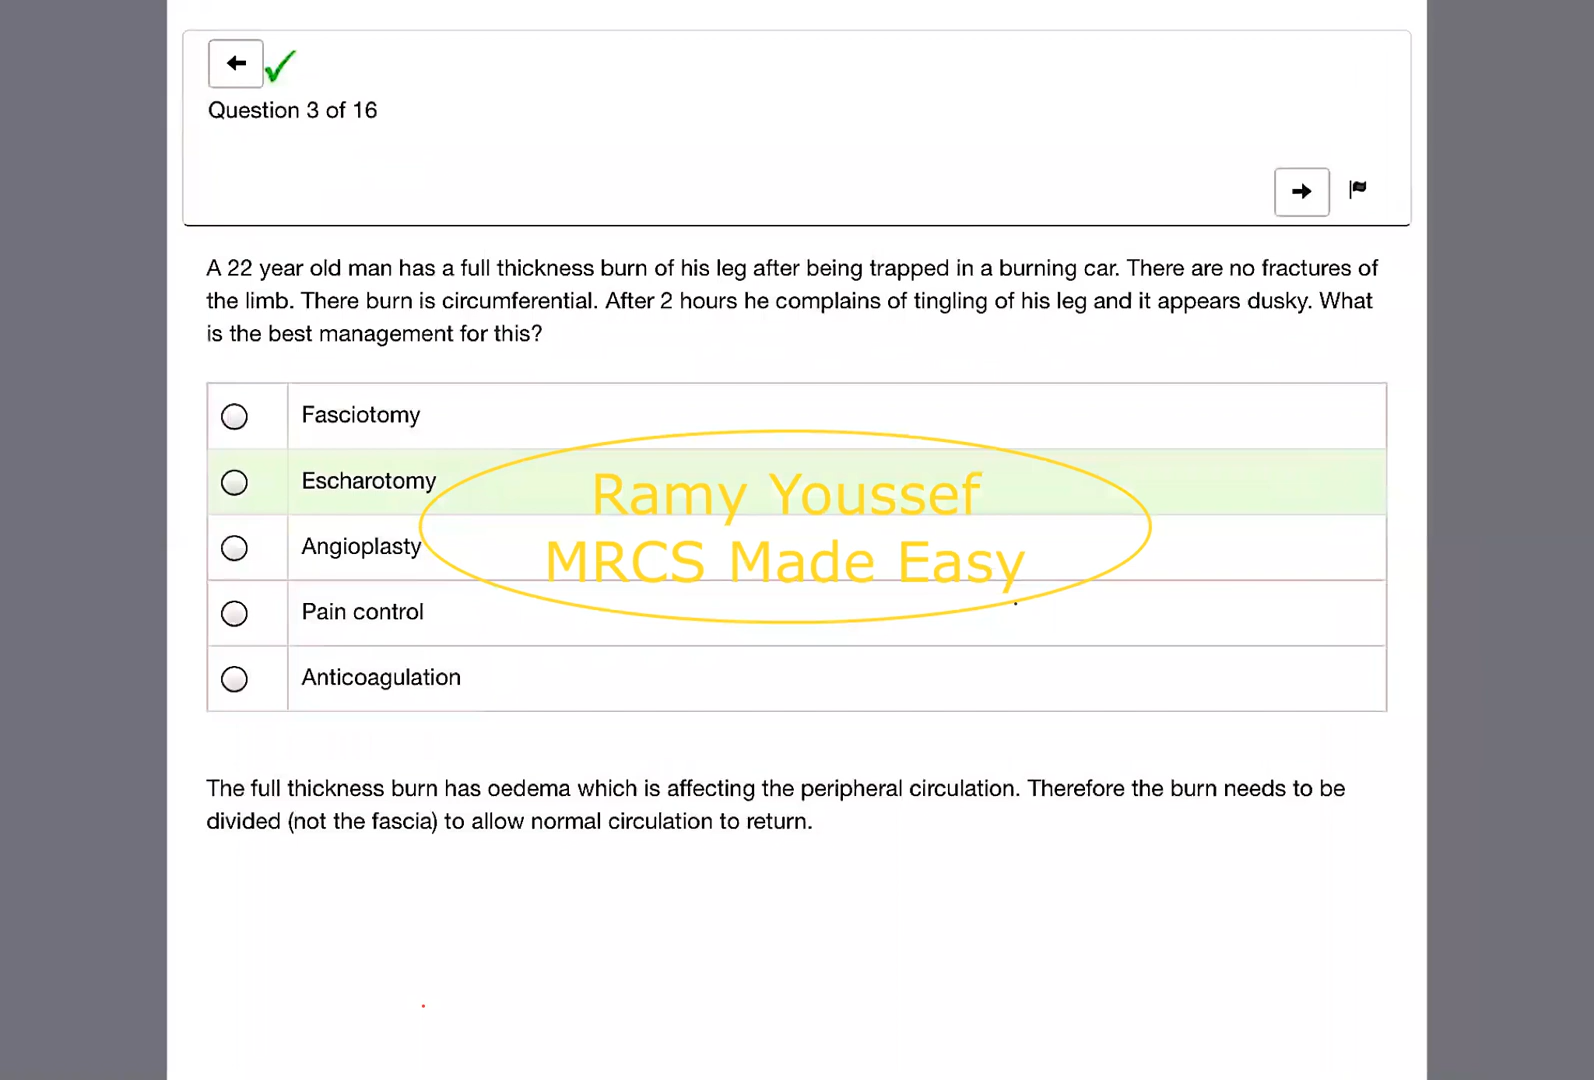 Question 3 of 16
A 22 year old man has a full thickness burn of his leg after being trapped in a burning car. There are no fractures of
the limb. There burn is circumferential. After 2 hours he complains of tingling of his leg and it appears dusky. What
is the best management for this?
Fasciotomy
Escharotomy
Ramy Youssef
Angioplasty
MRCS Made Easy
Pain control
Anticoagulation
The full thickness burn has oedema which is affecting the peripheral circulation. Therefore the burn needs to be
divided (not the fascia) to allow normal circulation to return.